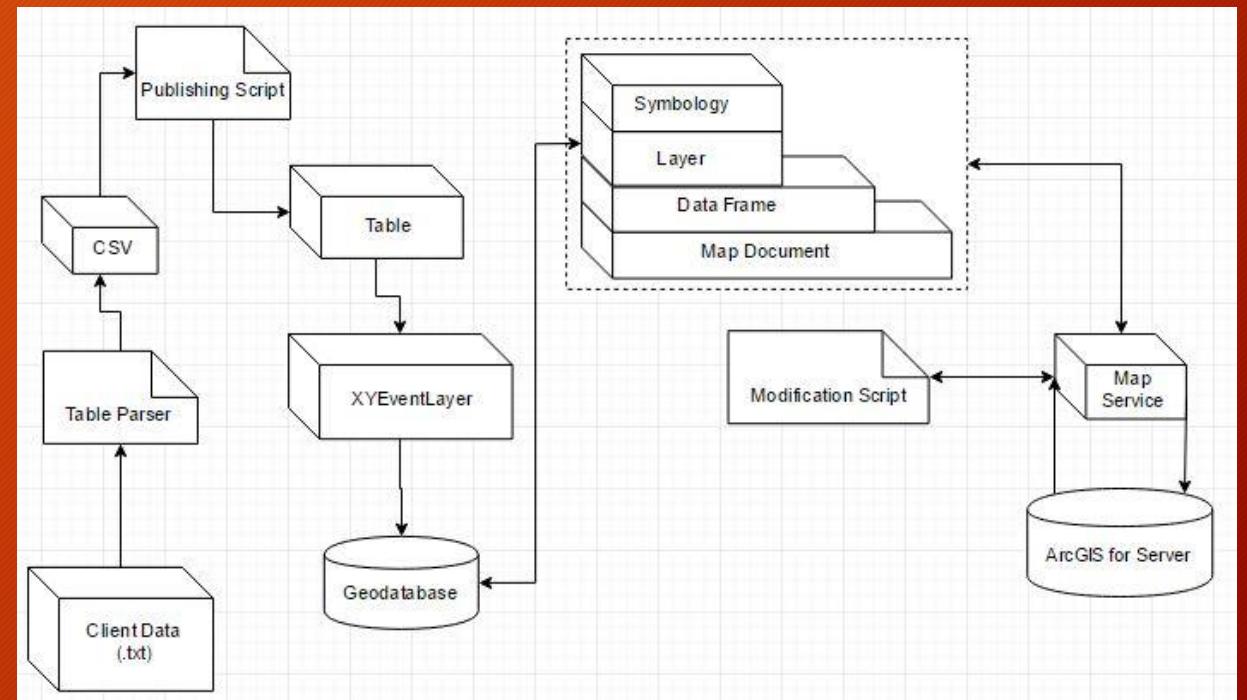 Publishing Script
CSV
Table Parser
Client Data
(.txt)
Table
XYEventLayer
Geodatabase
Symbology
Layer
Data Frame
Map Document
Modification Script
Map
Service
ArcGIS for Server